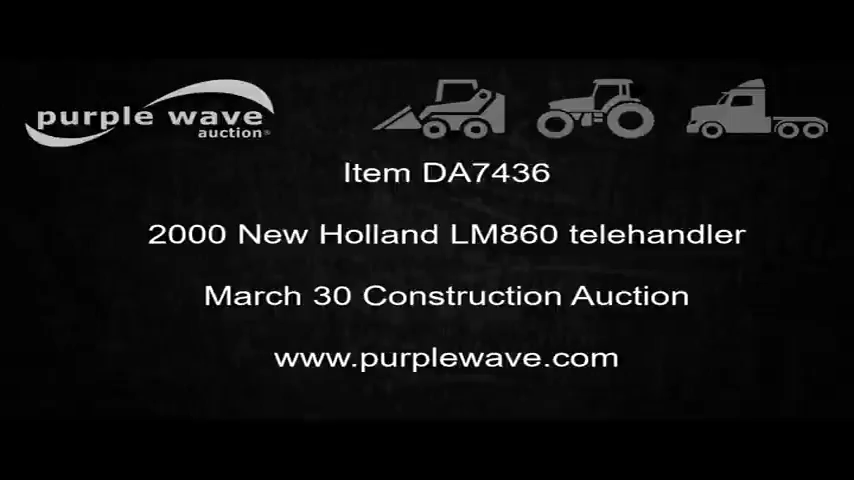 purple wave
auction®
Item DA7436
2000 New Holland LM860 telehandler
March 30 Construction Auction
www.purplewave.com